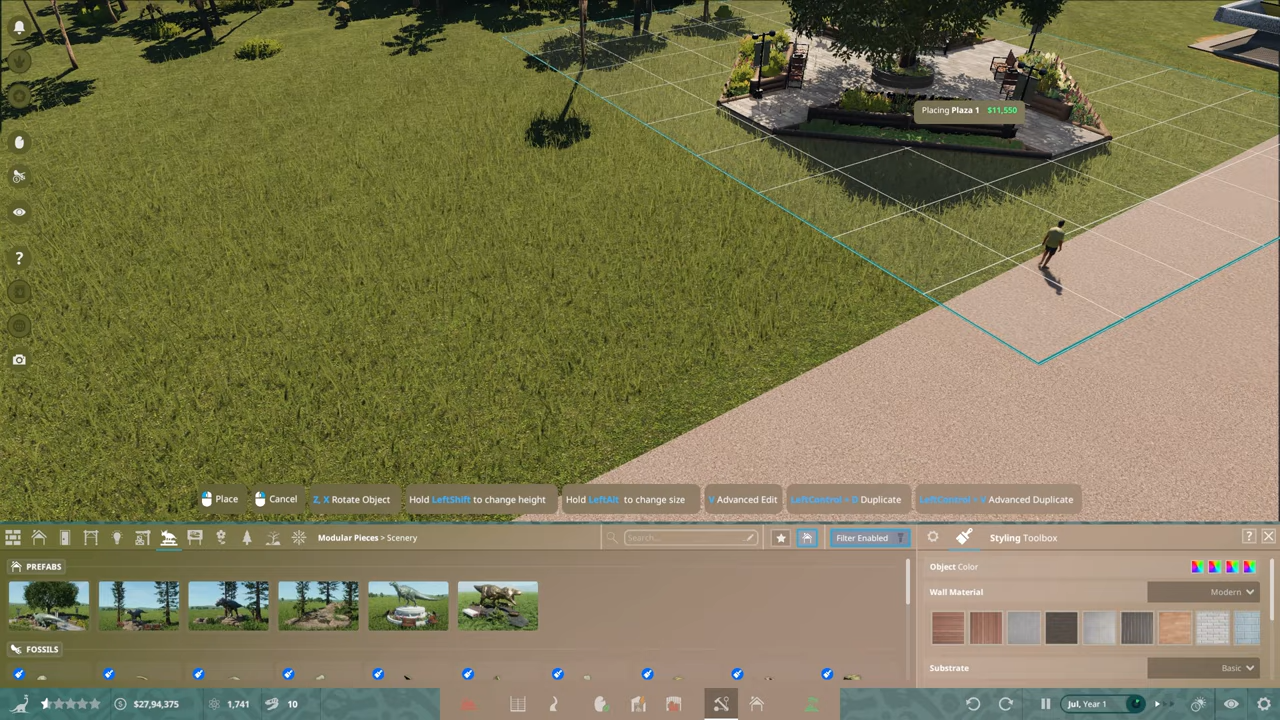 Placing Plaza 1 $11,550
?
Place
Cancel
Z, X Rotate Object
Hold LeftShift to change height
Hold LeftAlt to change size
V Advanced Edit
LeftControl + D Duplicate
LeftControl + V Advanced Duplicate
Modular Pieces > Scenery
Search...
Filter Enabled
Styling Toolbox
?
PREFABS
Object Color
Wall Material
Modern
FOSSILS
Substrate
Basic
$27,94,375
1,741
10
Jul, Year 1